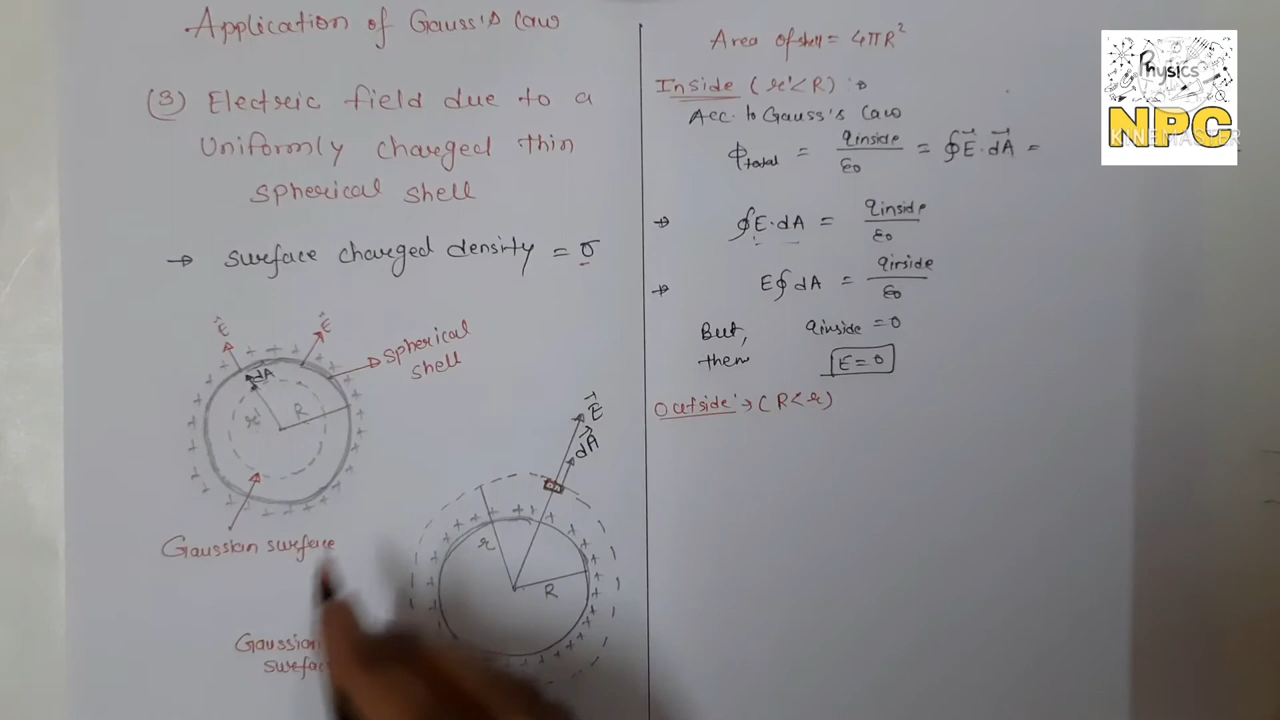 Application of Gauss's Law
(3) Electric field due to a
Uniformly charged thin
spherical shell
→ surface charged density = σ
E⃗
E⃗
spherical
shell
dA
r'
R
Gaussian surface
E⃗
dA⃗
r
R
Gaussian
surfac
Area of shell = 4πR²
Inside (r'<R) :→
Acc. to Gauss's Law
ϕtotal = qinside/ε0 = ∮E⃗.dA⃗ =
⇒ ∮E.dA = qinside/ε0
⇒ E∮dA = qinside/ε0
But, qinside = 0
then E=0
Outside → (R<r)
Physics
NPC
KINEMASTER